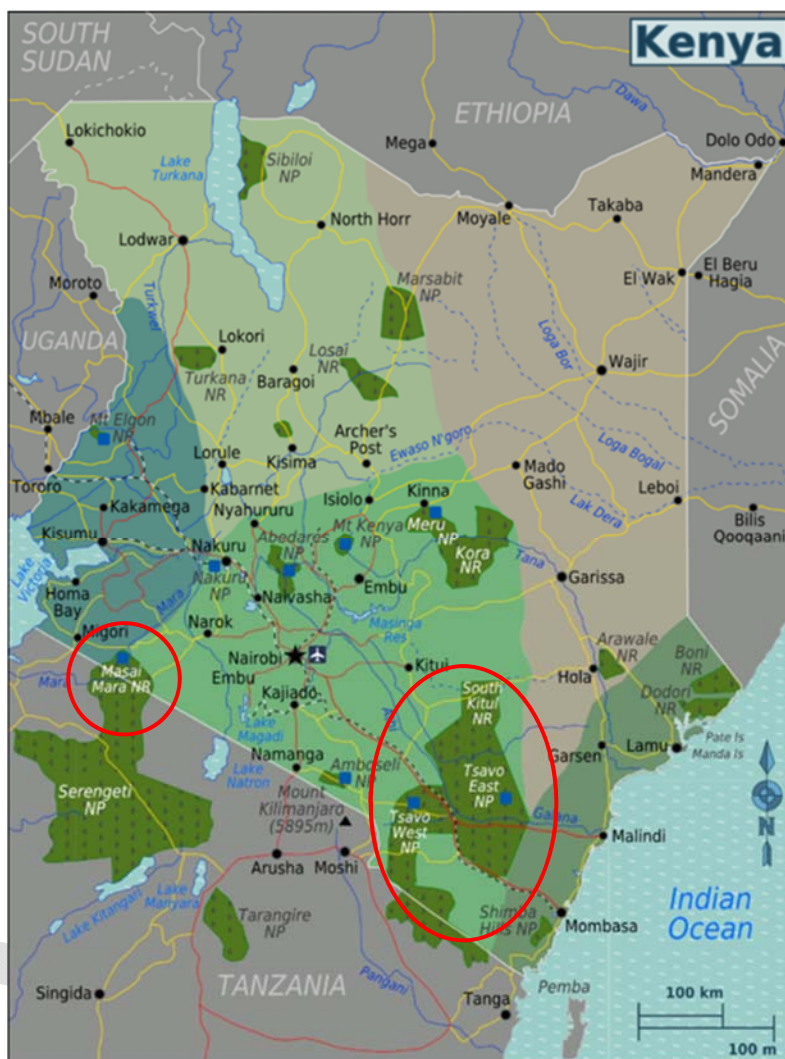 Kenya
SOUTH
SUDAN
ETHIOPIA
Dawa
Lokichokio
Lake
Turkana
Sibiloi
NP
Mega
Dolo Odo
Mandera
North Horr
Moyale
Takaba
Lodwar
El Wak
El Beru
Hagia
Moroto
Turkwel
Marsabit
NP
UGANDA
Lokori
Loga Bor
Turkana
NR
Losai
NR
Baragoi
Wajir
SOMALIA
Mbale
Mt Elgon
NP
Archer's
Post
Ewaso N'goro
Loga Bogal
Tororo
Lorule
Kisima
Mado
Gashi
Kabarnet
Isiolo
Kinna
Lak Dera
Leboi
Kakamega
Nyahururu
Mt Kenya
NP
Meru
NP
Bilis
Qooqaani
Kisumu
Nakuru
Abedares
NP
Kora
NR
Tana
Lake
Victoria
Nakuru
NP
Embu
Garissa
Homa
Bay
Mara
Naivasha
Masinga
Res
Migori
Narok
Arawale
NR
Boni
NR
Mara
Masai
Mara NR
Nairobi
Kitui
Hola
Dodori
NR
Embu
South
Kitui
NR
Kajiado
Ati
Lake
Magadi
Garsen
Lamu
Pate Is
Manda Is
Namanga
Amboseli
NP
Tsavo
East
NP
Lake
Natron
Serengeti
NP
Mount
Kilimanjaro
(5895m)
Tsavo
West
NP
Galana
N
Malindi
Arusha
Moshi
Lake Kitangari
Lake
Manyara
Indian
Ocean
Tarangire
NP
Shimba
Hills NP
Mombasa
TANZANIA
Pangani
Singida
Tanga
Pemba
100 km
100 m